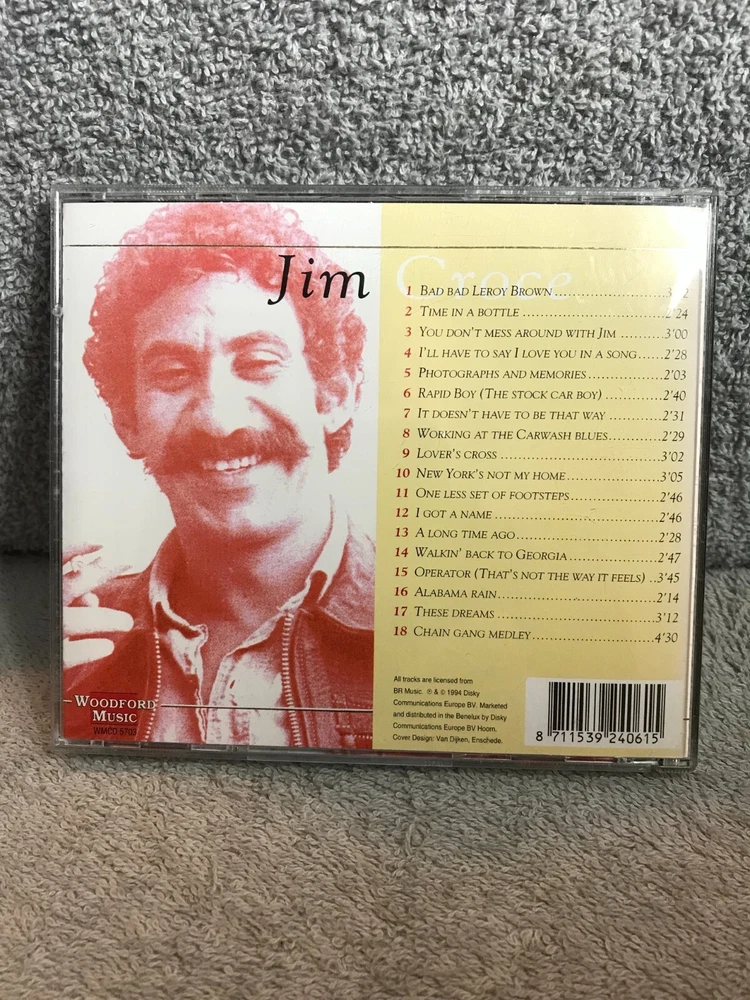 Jim Croce
1 Bad bad Leroy Brown
2 Time in a bottle
3 You don't mess around with Jim 3'00
4 I'll have to say I love you in a song 2'28
5 Photographs and memories 2'03
6 Rapid Boy (The stock car boy) 2'40
7 It doesn't have to be that way 2'31
8 Working at the Carwash blues 2'29
9 Lover's cross 3'02
10 New York's not my home 3'05
11 One less set of footsteps 2'46
12 I got a name 2'46
13 A long time ago 2'28
14 Walkin' back to Georgia 2'47
15 Operator (That's not the way it feels) 3'45
16 Alabama rain 2'14
17 These dreams 3'12
18 Chain gang medley 4'30
All tracks are licensed from
BR Music. ℗ & © 1994 Disky
Communications Europe BV. Marketed
and distributed in the Benelux by Disky
Communications Europe BV Hoorn.
Cover Design: Van Dijken, Enschede.
8 711539 240615
Woodford
Music
WMCD 5703